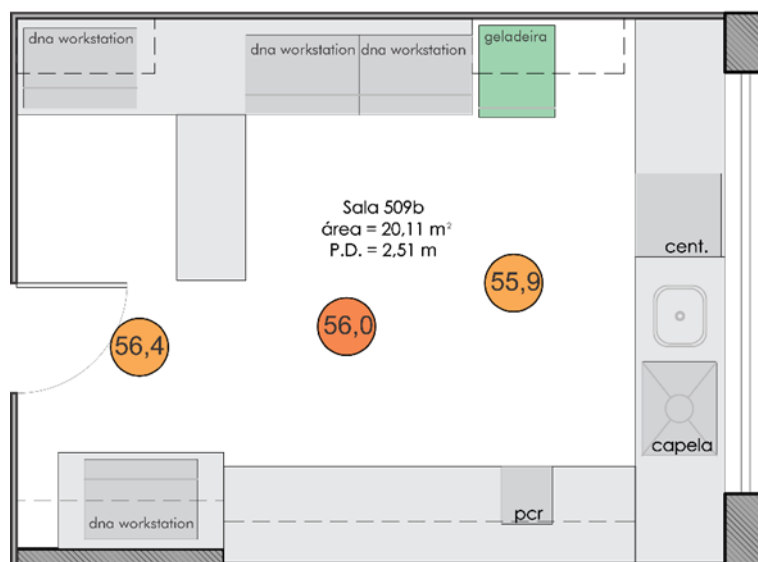 dna workstation
dna workstation
dna workstation
geladeira
Sala 509b
área = 20,11 m²
P.D. = 2,51 m
cent.
55,9
56,0
56,4
capela
dna workstation
pcr